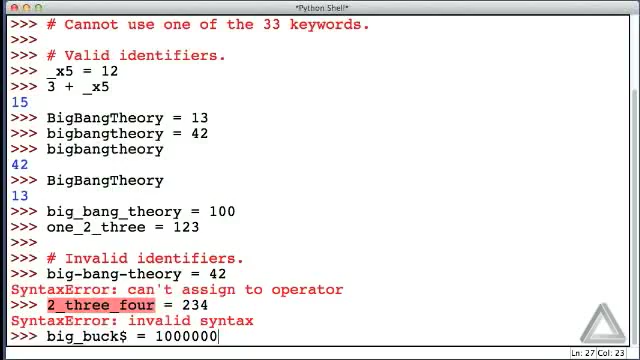 *Python Shell*
>>> # Cannot use one of the 33 keywords.
>>>
>>> # Valid identifiers.
>>> _x5 = 12
>>> 3 + _x5
15
>>> BigBangTheory = 13
>>> bigbangtheory = 42
>>> bigbangtheory
42
>>> BigBangTheory
13
>>> big_bang_theory = 100
>>> one_2_three = 123
>>>
>>> # Invalid identifiers.
>>> big-bang-theory = 42
SyntaxError: can't assign to operator
>>> 2_three_four = 234
SyntaxError: invalid syntax
>>> big_buck$ = 1000000
Ln: 27 Col: 23